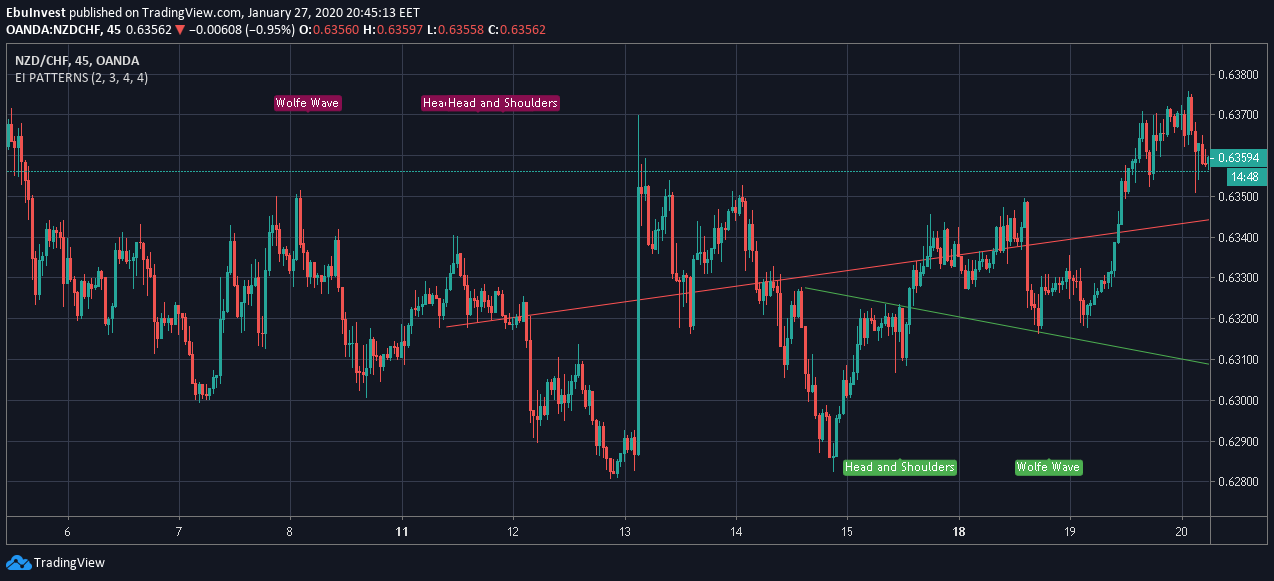 EbuInvest published on TradingView.com, January 27, 2020 20:45:13 EET
OANDA:NZDCHF, 45 0.63562 ▼ −0.00608 (−0.95%) O:0.63560 H:0.63597 L:0.63558 C:0.63562
NZD/CHF, 45, OANDA
EI PATTERNS (2, 3, 4, 4)
Wolfe Wave
Head and Shoulders
0.63800
0.63700
0.63594
14:48
0.63500
0.63400
0.63300
0.63200
0.63100
0.63000
0.62900
0.62800
Head and Shoulders
Wolfe Wave
6 7 8 11 12 13 14 15 18 19 20
TradingView